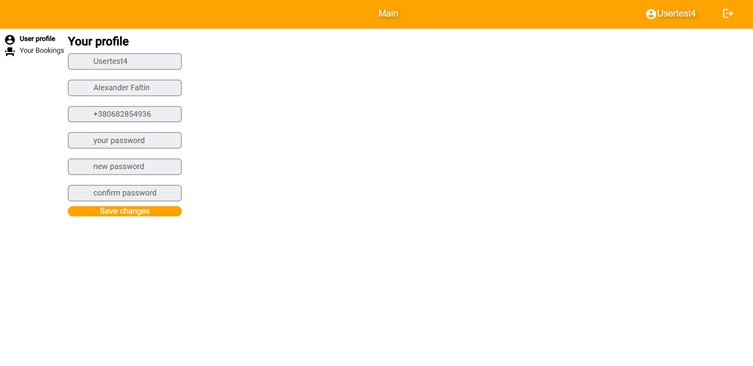 Main
Usertest4
User profile
Your Bookings
Your profile
Usertest4
Alexander Faltin
+380682854936
your password
new password
confirm password
Save changes